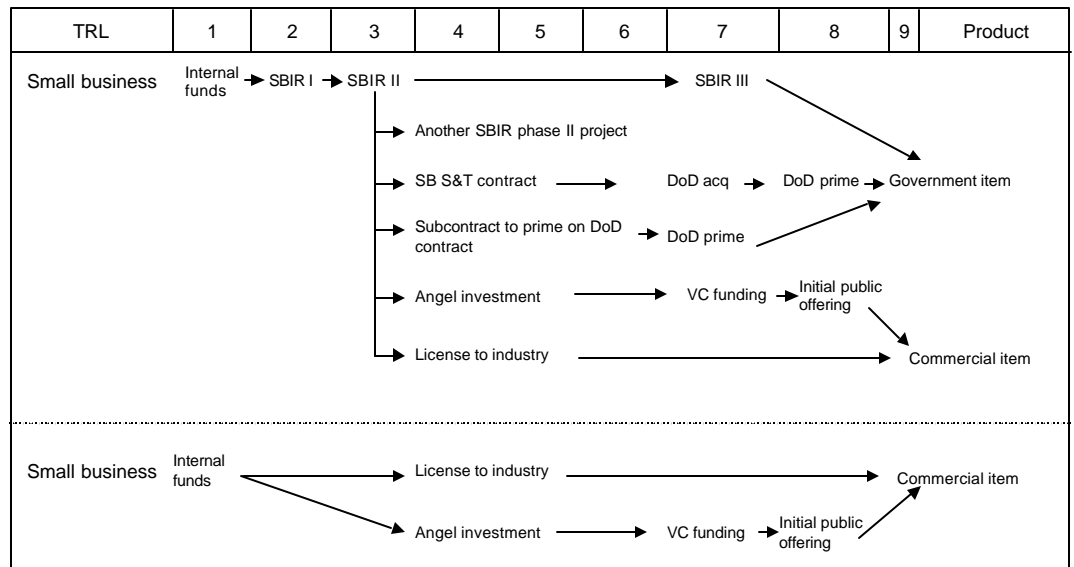 TRL 1 2 3 4 5 6 7 8 9 Product
Small business
Internal
funds
SBIR I
SBIR II
SBIR III
Another SBIR phase II project
SB S&T contract
DoD acq
DoD prime
Government item
Subcontract to prime on DoD
contract
DoD prime
Angel investment
VC funding
Initial public
offering
License to industry
Commercial item
Small business
Internal
funds
License to industry
Commercial item
Angel investment
VC funding
Initial public
offering